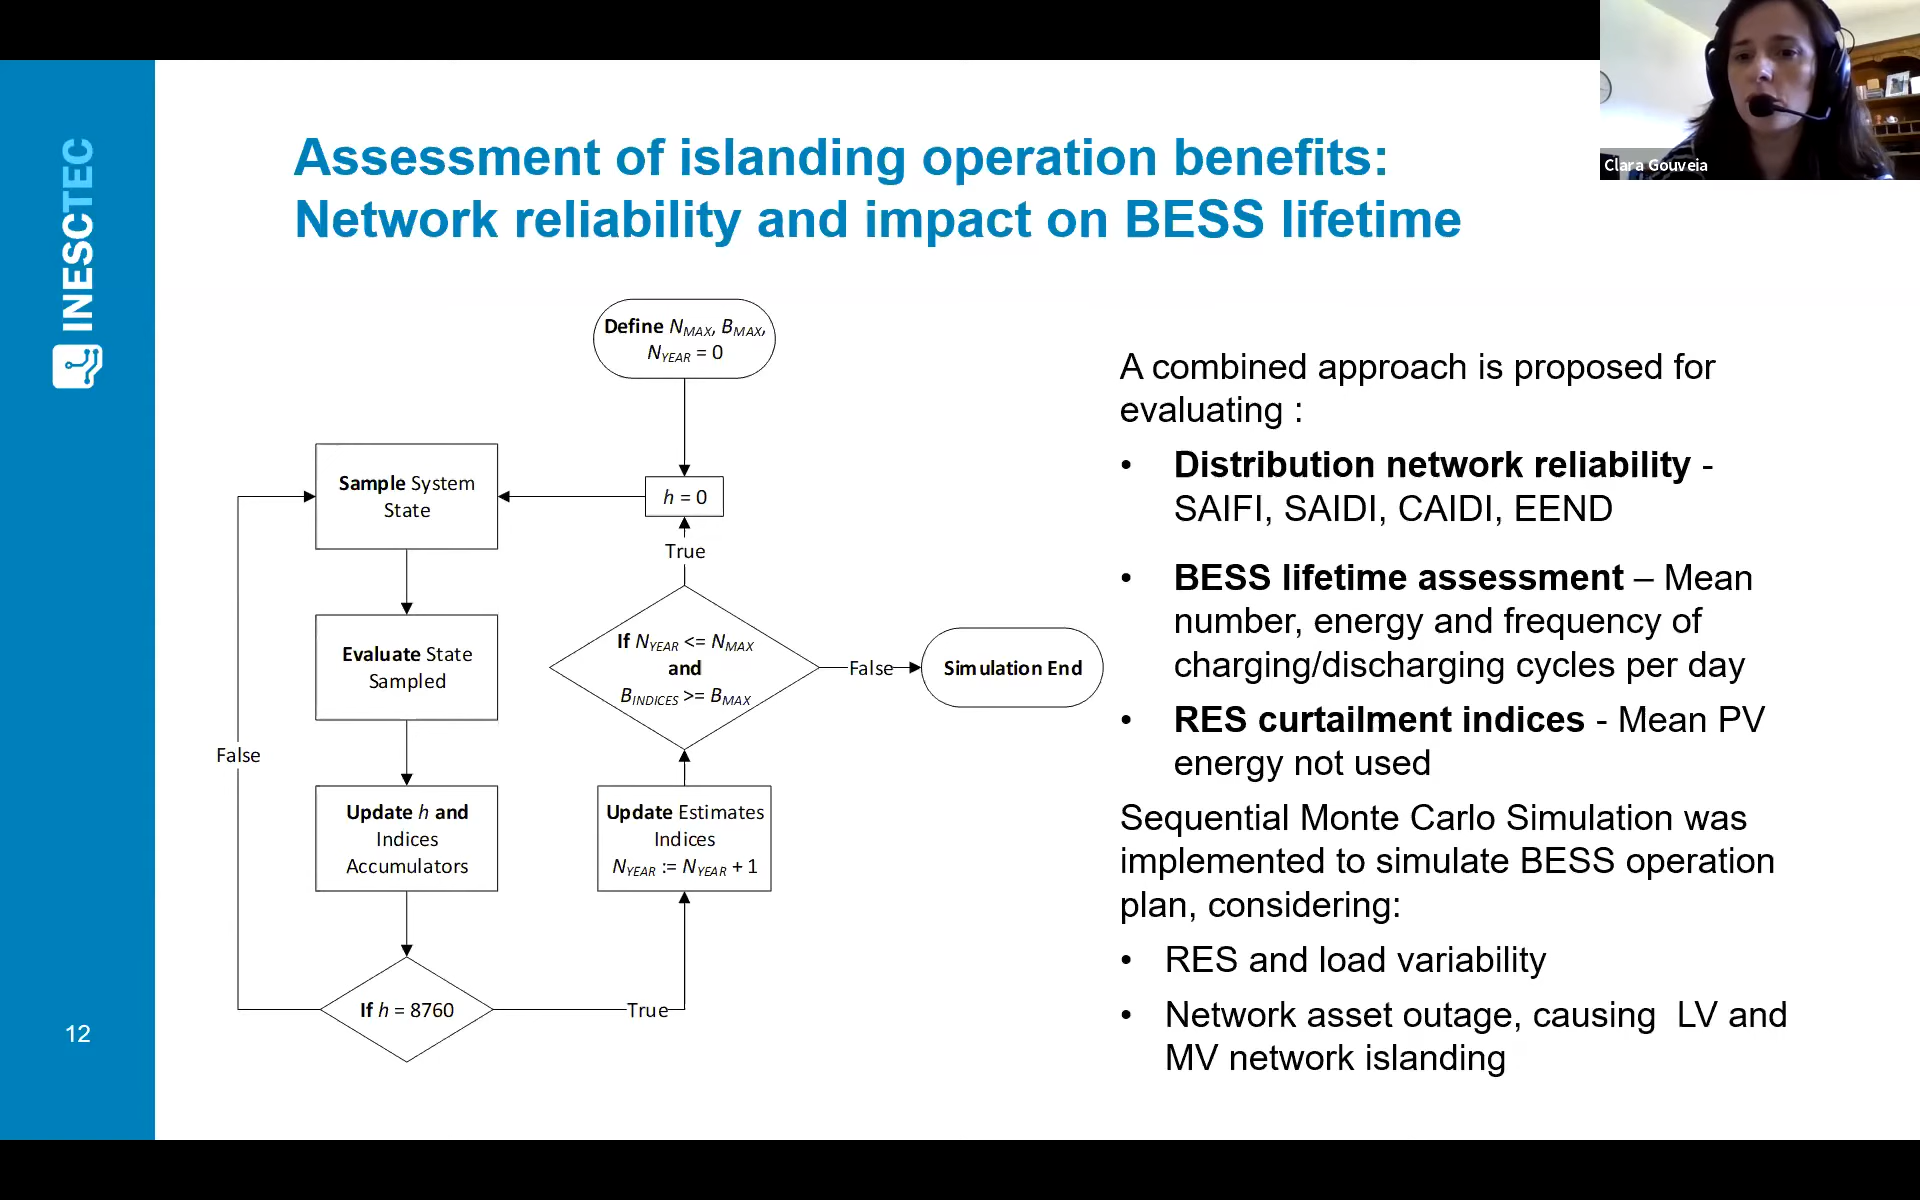 Clara Gouveia
INESCTEC
Assessment of islanding operation benefits:
Network reliability and impact on BESS lifetime
Define NMAX, BMAX,
NYEAR = 0
h = 0
Sample System
State
Evaluate State
Sampled
Update h and
Indices
Accumulators
If h = 8760
False
True
Update Estimates
Indices
NYEAR := NYEAR + 1
If NYEAR <= NMAX
and
BINDICES >= BMAX
True
False
Simulation End
A combined approach is proposed for
evaluating :
• Distribution network reliability -
SAIFI, SAIDI, CAIDI, EEND
• BESS lifetime assessment – Mean
number, energy and frequency of
charging/discharging cycles per day
• RES curtailment indices - Mean PV
energy not used
Sequential Monte Carlo Simulation was
implemented to simulate BESS operation
plan, considering:
• RES and load variability
• Network asset outage, causing  LV and
MV network islanding
12